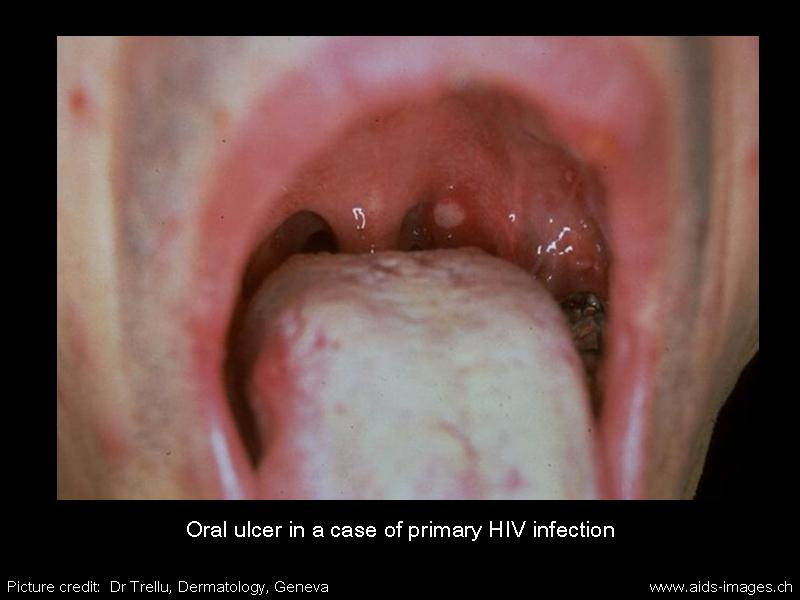 Oral ulcer in a case of primary HIV infection
Picture credit:  Dr Trellu, Dermatology, Geneva
www.aids-images.ch